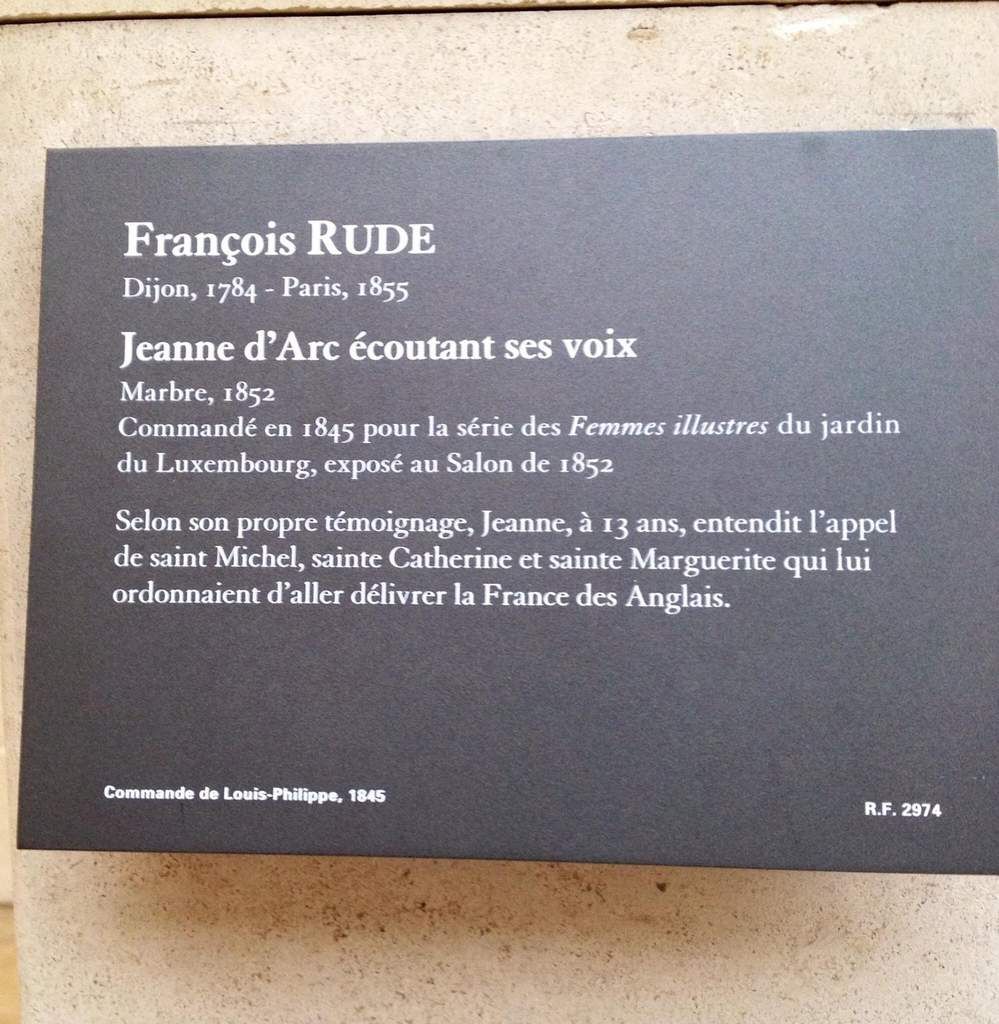 François RUDE
Dijon, 1784 - Paris, 1855
Jeanne d'Arc écoutant ses voix
Marbre, 1852
Commandé en 1845 pour la série des Femmes illustres du jardin
du Luxembourg, exposé au Salon de 1852
Selon son propre témoignage, Jeanne, à 13 ans, entendit l'appel
de saint Michel, sainte Catherine et sainte Marguerite qui lui
ordonnaient d'aller délivrer la France des Anglais.
Commande de Louis-Philippe, 1845
R.F. 2974